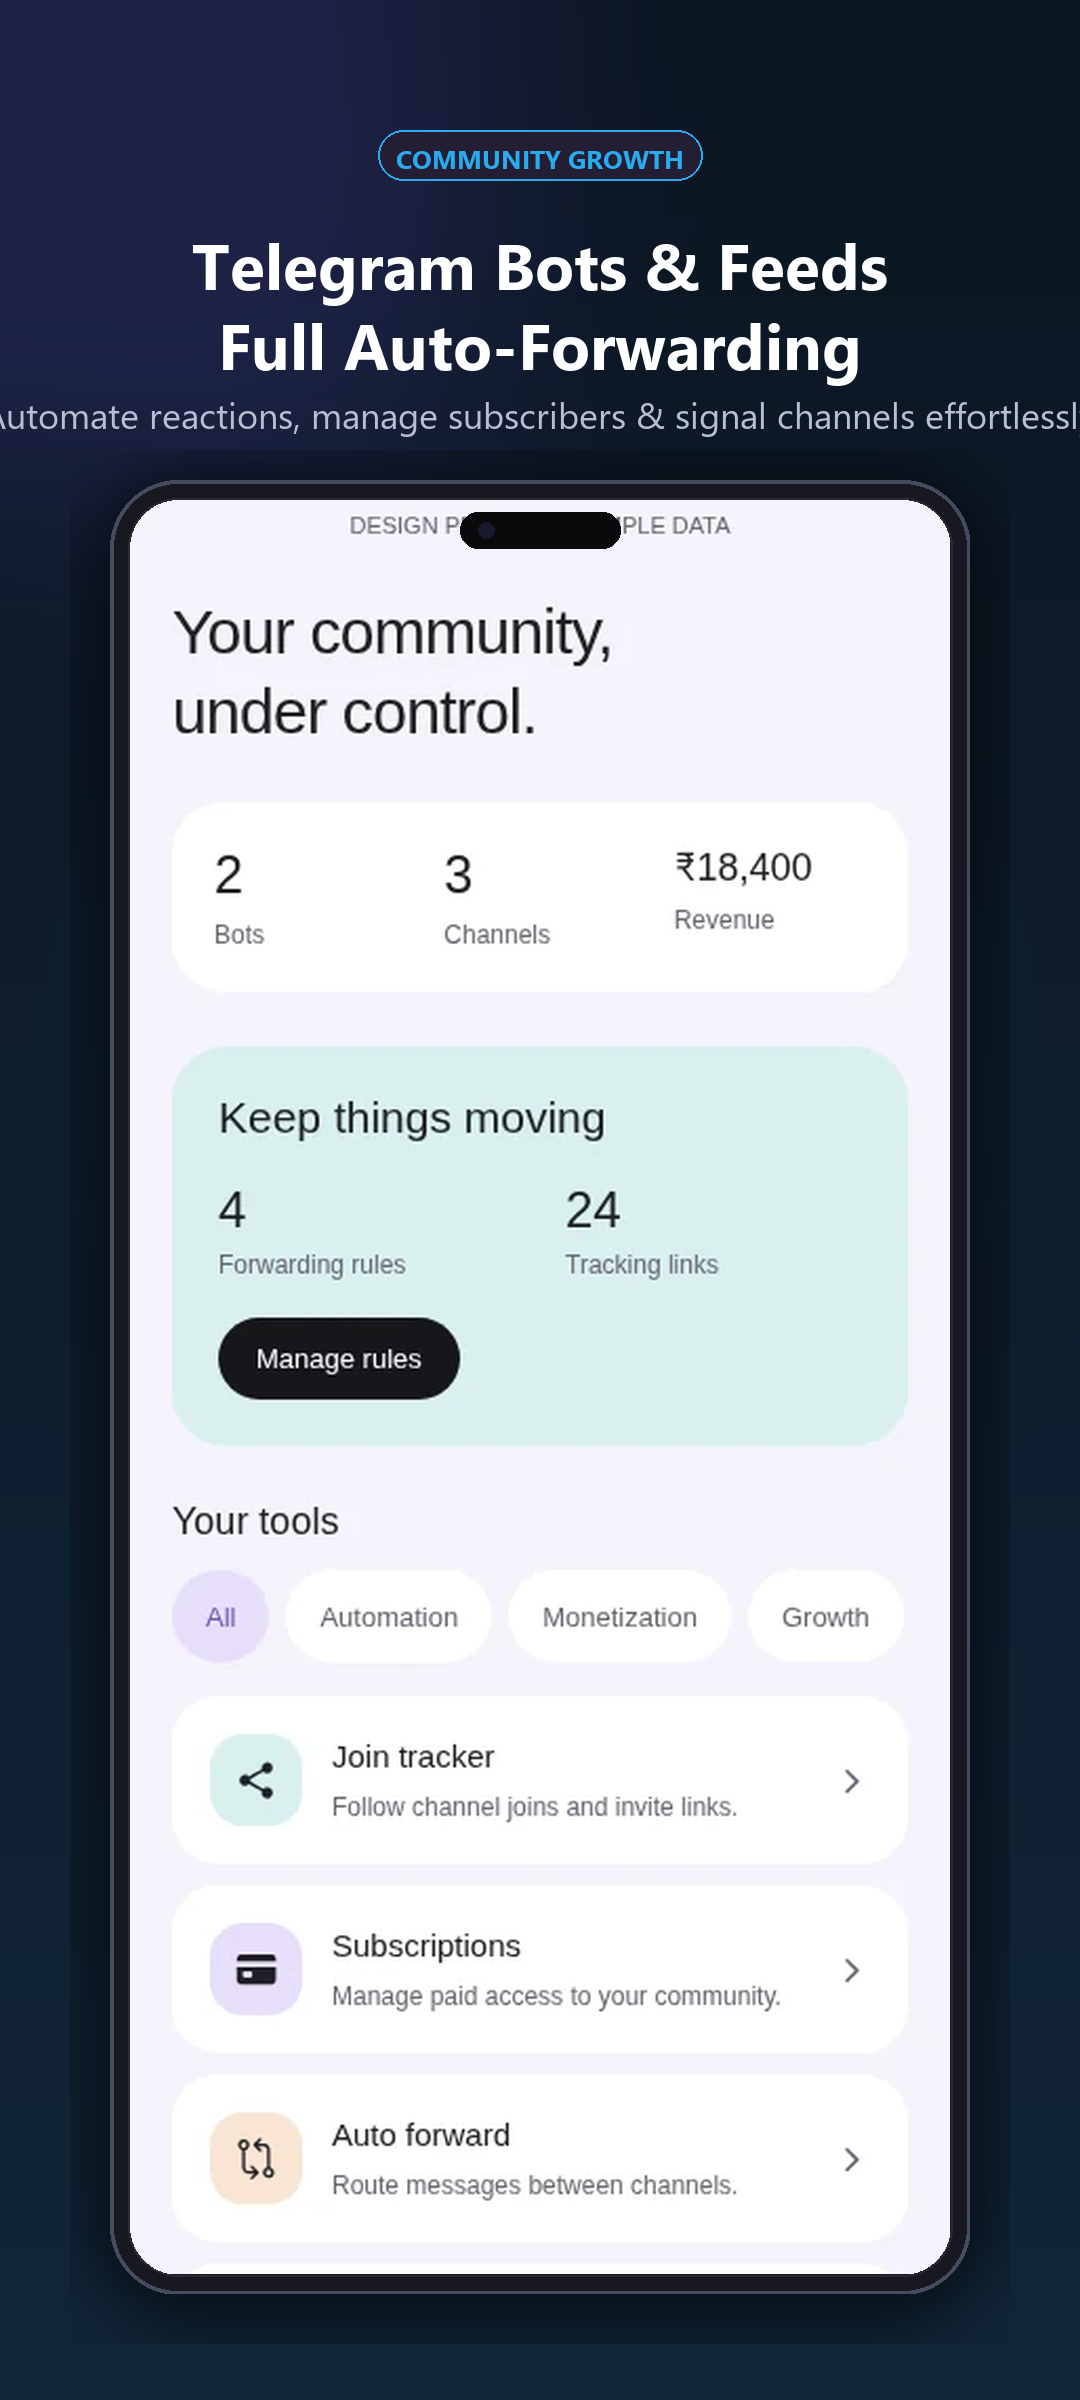 COMMUNITY GROWTH
Telegram Bots & Feeds
Full Auto-Forwarding
Automate reactions, manage subscribers & signal channels effortlessl
DESIGN P PLE DATA
Your community,
under control.
2 3 ₹18,400
Bots Channels Revenue
Keep things moving
4 24
Forwarding rules Tracking links
Manage rules
Your tools
All Automation Monetization Growth
Join tracker
Follow channel joins and invite links.
Subscriptions
Manage paid access to your community.
Auto forward
Route messages between channels.